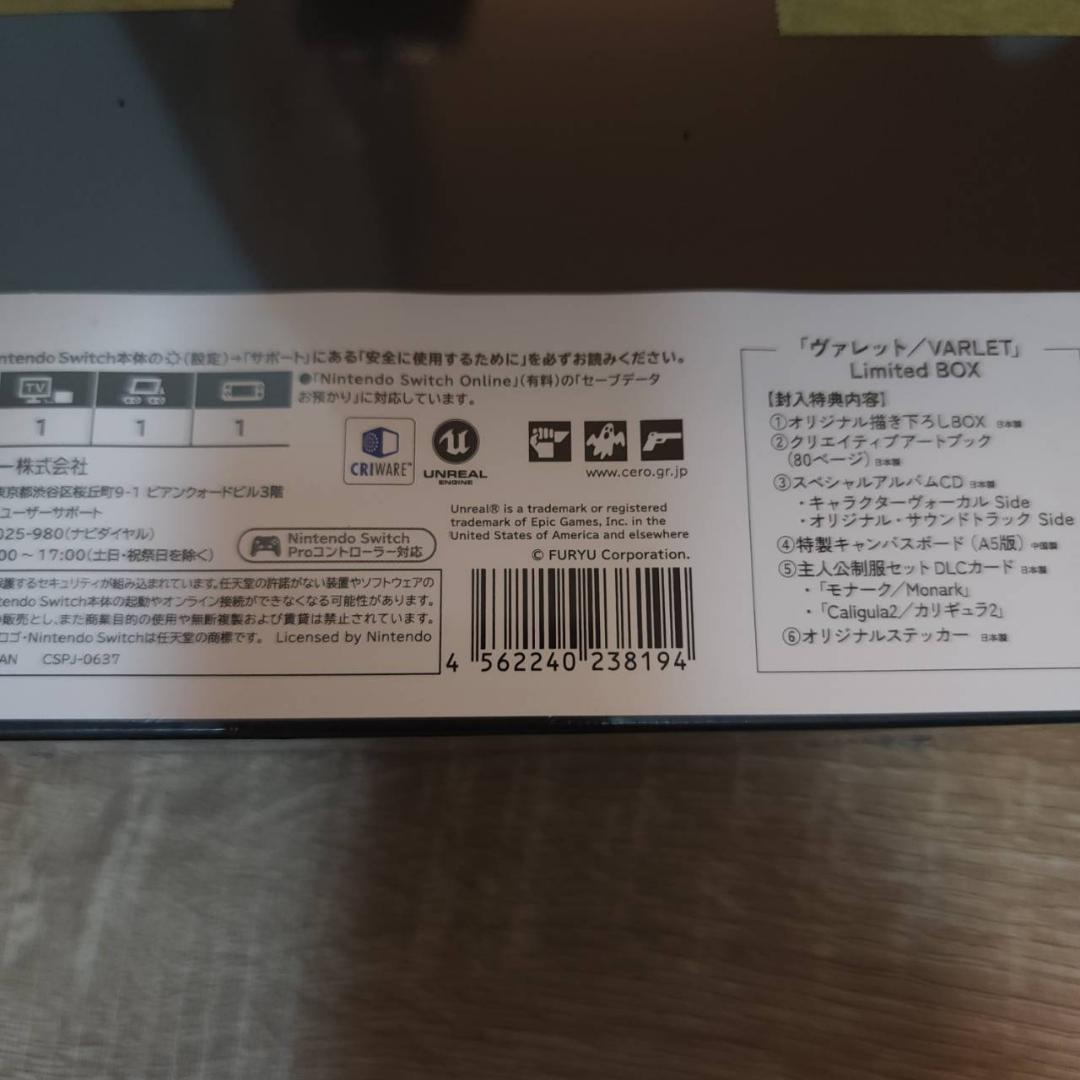 ntendo Switch本体の(設定)→「サポート」にある「安全に使用するために」を必ずお読みください。
TV
1 1 1
●「Nintendo Switch Online」(有料)の「セーブデータ
お預かり」に対応しています。
CRIWARE™
UNREAL
ENGINE
www.cero.gr.jp
ー株式会社
東京都渋谷区桜丘町9-1 ビアンクォードビル3階
ユーザーサポート
025-980(ナビダイヤル)
00 ~ 17:00(土日・祝祭日を除く)
Nintendo Switch
Proコントローラー対応
Unreal® is a trademark or registered
trademark of Epic Games, Inc. in the
United States of America and elsewhere
© FURYU Corporation.
護するセキュリティが組み込まれています。任天堂の許諾がない装置やソフトウェアの
tendo Switch本体の起動やオンライン接続ができなくなる可能性があります。
販売とし、また商業目的の使用や無断複製および賃貸は禁止されています。
ロゴ・Nintendo Switchは任天堂の商標です。 Licensed by Nintendo
AN CSPJ-0637
4 562240 238194
「ヴァレット／VARLET」
Limited BOX
【封入特典内容】
①オリジナル描き下ろしBOX 日本製
②クリエイティブアートブック
(80ページ) 日本製
③スペシャルアルバムCD 日本製
・キャラクターヴォーカル Side
・オリジナル・サウンドトラック Side
④特製キャンバスボード (A5版) 中国製
⑤主人公制服セットDLCカード 日本製
・「モナーク／Monark」
・「Caligula2／カリギュラ2」
⑥オリジナルステッカー 日本製